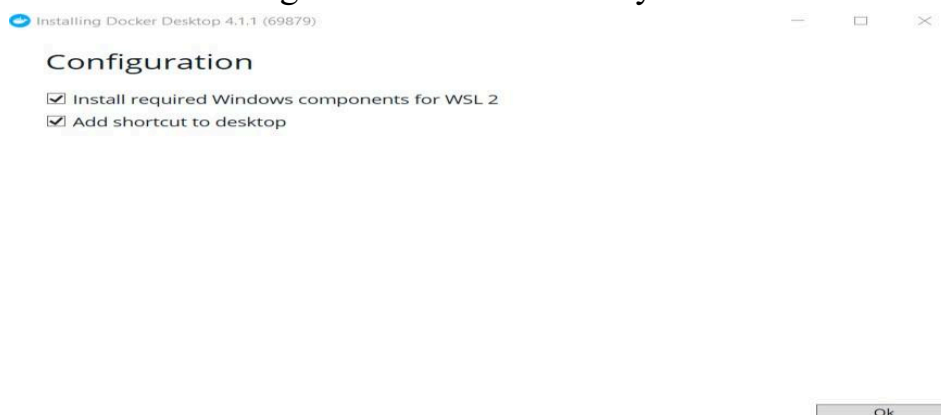 Installing Docker Desktop 4.1.1 (69879)
Configuration
Install required Windows components for WSL 2
Add shortcut to desktop
Ok